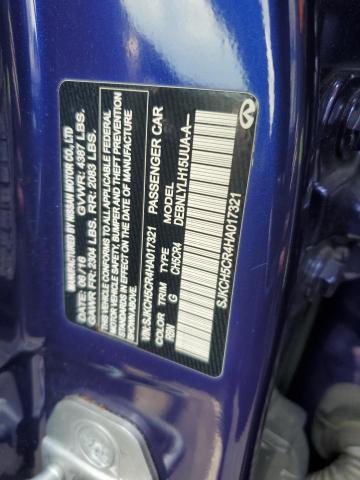 MANUFACTURED BY NISSAN MOTOR CO., LTD
DATE: 06/16 GVWR: 4387 LBS.
GAWR FR: 2304 LBS. RR: 2083 LBS.
THIS VEHICLE CONFORMS TO ALL APPLICABLE FEDERAL
MOTOR VEHICLE SAFETY, BUMPER AND THEFT
PREVENTION STANDARDS IN EFFECT ON THE DATE OF
MANUFACTURE
SHOWN ABOVE.
VIN:SJKCH5CR4HA017321 PASSENGER CAR
COLOR TRIM TYPE MODEL
RBN G CH5CR4 DEBNLYLH15UUA-A---
SJKCH5CR4HA017321